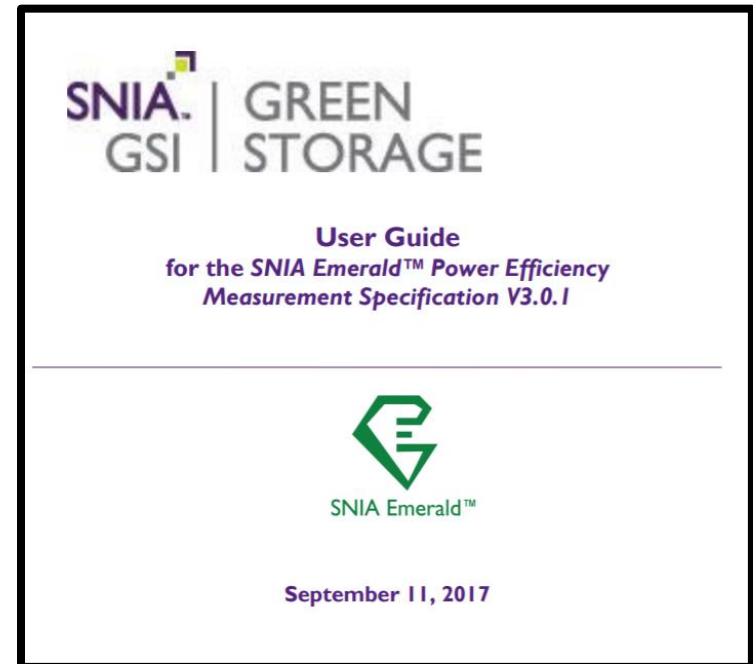 SNIA™ | GREEN
GSI | STORAGE
User Guide
for the SNIA Emerald™ Power Efficiency
Measurement Specification V3.0.1
SNIA Emerald™
September 11, 2017